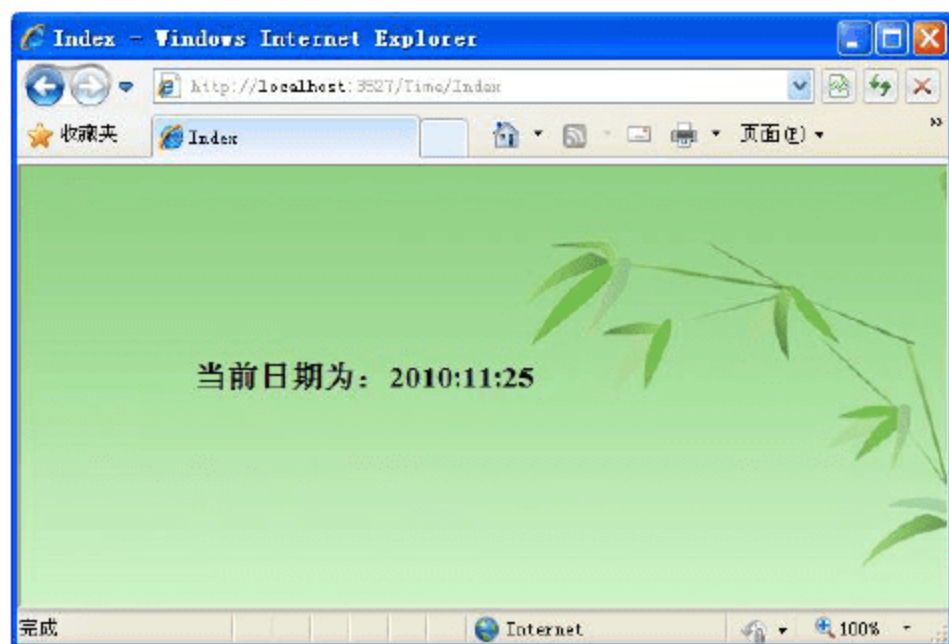 Index - Windows Internet Explorer
http://localhost:3527/Time/Index
收藏夹
Index
页面(P)
当前日期为：2010:11:25
完成
Internet
100%